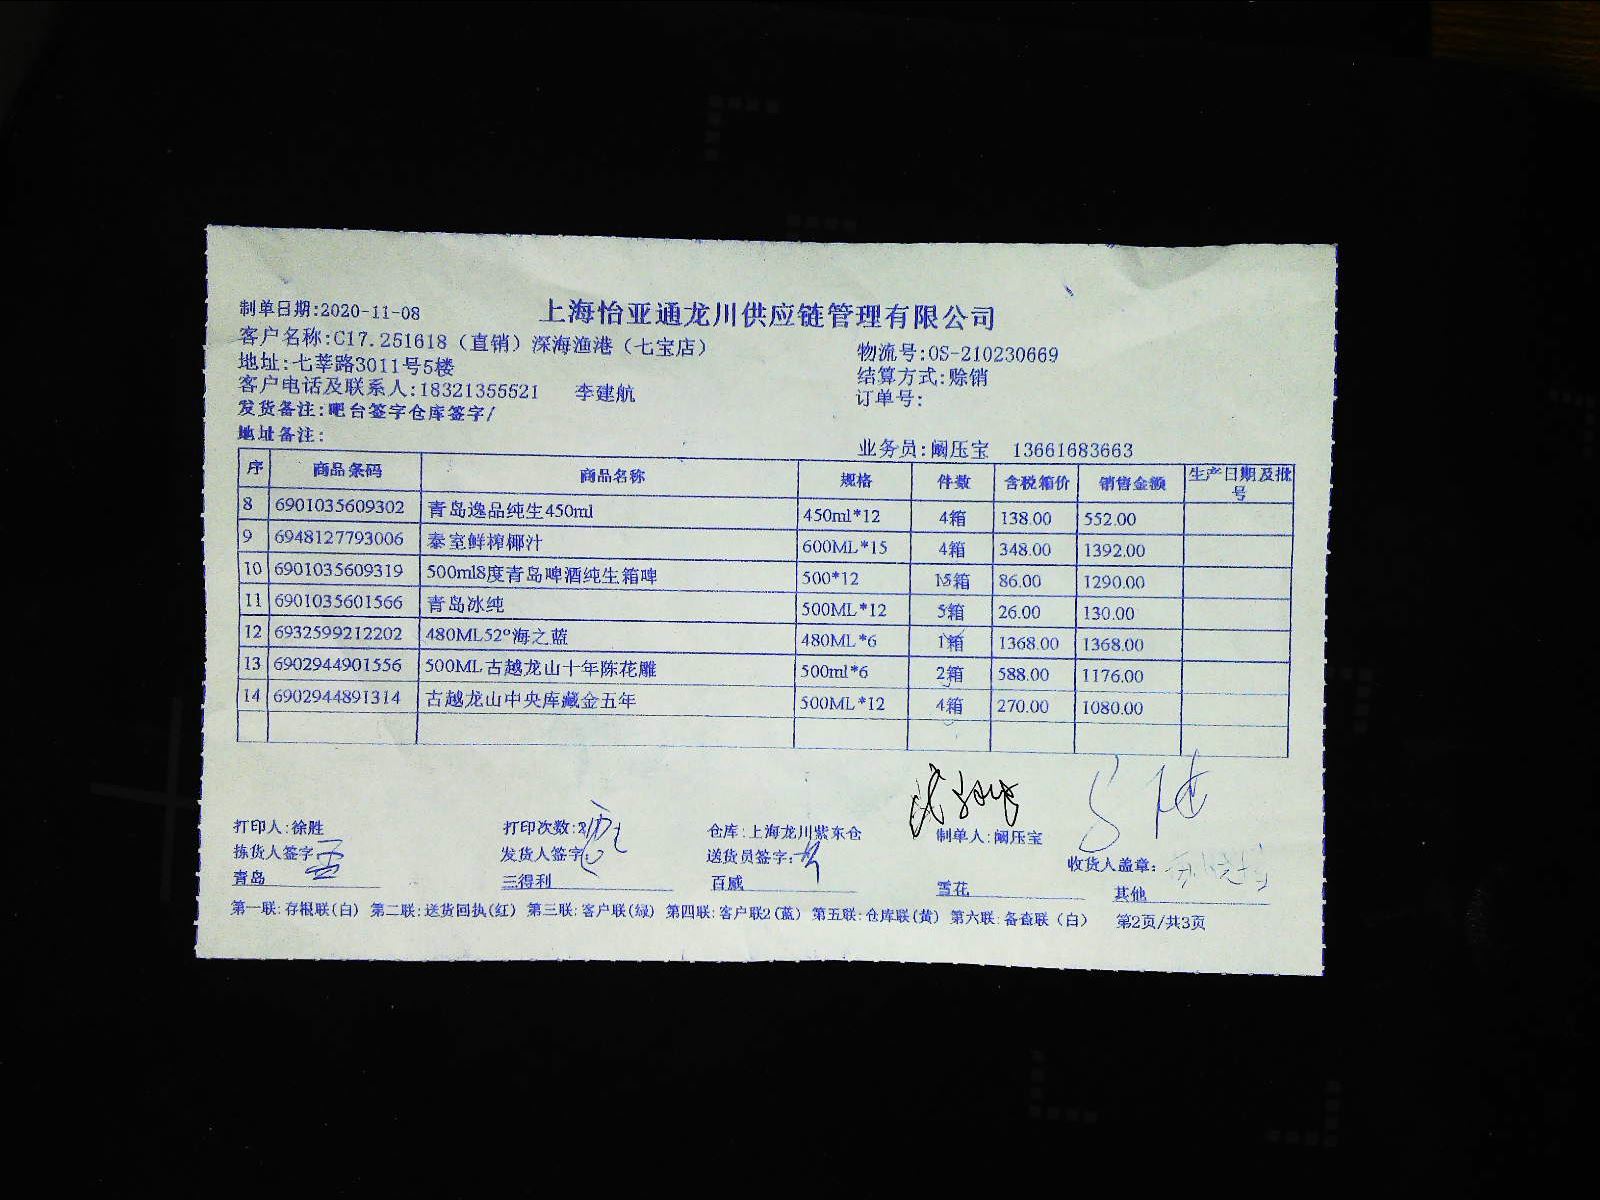 上海怡亚通龙川供应链管理有限公司
制单日期:2020-11-08
客户名称:C17.251618（直销）深海渔港（七宝店）
物流号:OS-210230669
地址:七莘路3011号5楼
结算方式:赊销
客户电话及联系人:18321355521 李建航
订单号:
发货备注:吧台签字仓库签字/
地址备注:
业务员:阚压宝 13661683663
序 商品条码 商品名称 规格 件数 含税箱价 销售金额 生产日期及批号
8 6901035609302 青岛逸品纯生450ml 450ml*12 4箱 138.00 552.00
9 6948127793006 泰室鲜榨椰汁 600ML*15 4箱 348.00 1392.00
10 6901035609319 500ml8度青岛啤酒纯生箱啤 500*12 15箱 86.00 1290.00
11 6901035601566 青岛冰纯 500ML*12 5箱 26.00 130.00
12 6932599212202 480ML52°海之蓝 480ML*6 1箱 1368.00 1368.00
13 6902944901556 500ML古越龙山十年陈花雕 500ml*6 2箱 588.00 1176.00
14 6902944891314 古越龙山中央库藏金五年 500ML*12 4箱 270.00 1080.00
打印人:徐胜 打印次数: 仓库:上海龙川紫东仓 制单人:阚压宝
拣货人签字 发货人签字: 送货员签字: 收货人盖章:
青岛 三得利 百威 雪花 其他
第一联:存根联(白) 第二联:送货回执(红) 第三联:客户联(绿) 第四联:客户联2(蓝) 第五联:仓库联(黄) 第六联:备查联（白） 第2页/共3页